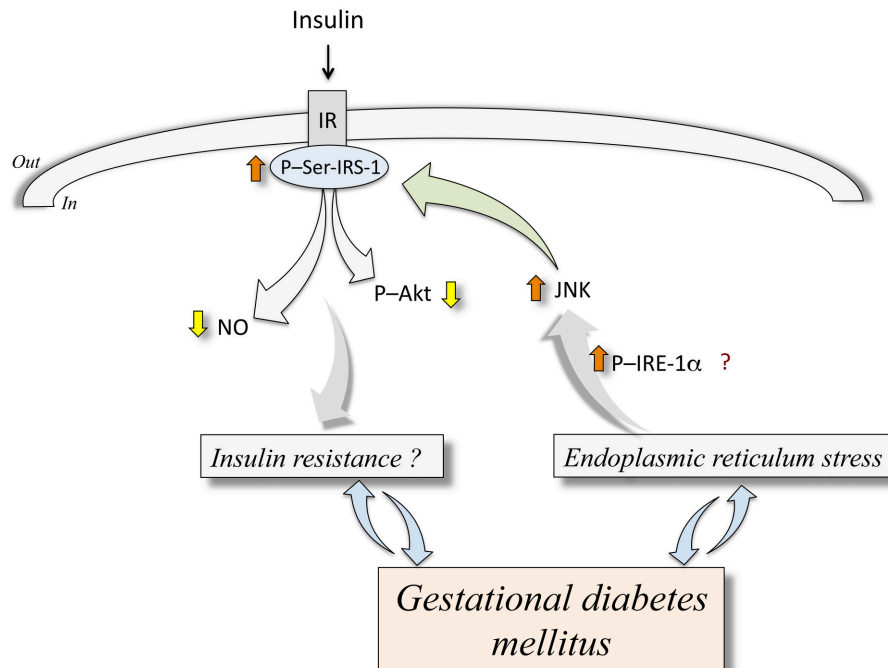 Insulin
IR
Out
P–Ser-IRS-1
In
P–Akt
JNK
NO
P–IRE-1α ?
Insulin resistance ?
Endoplasmic reticulum stress
Gestational diabetes
mellitus